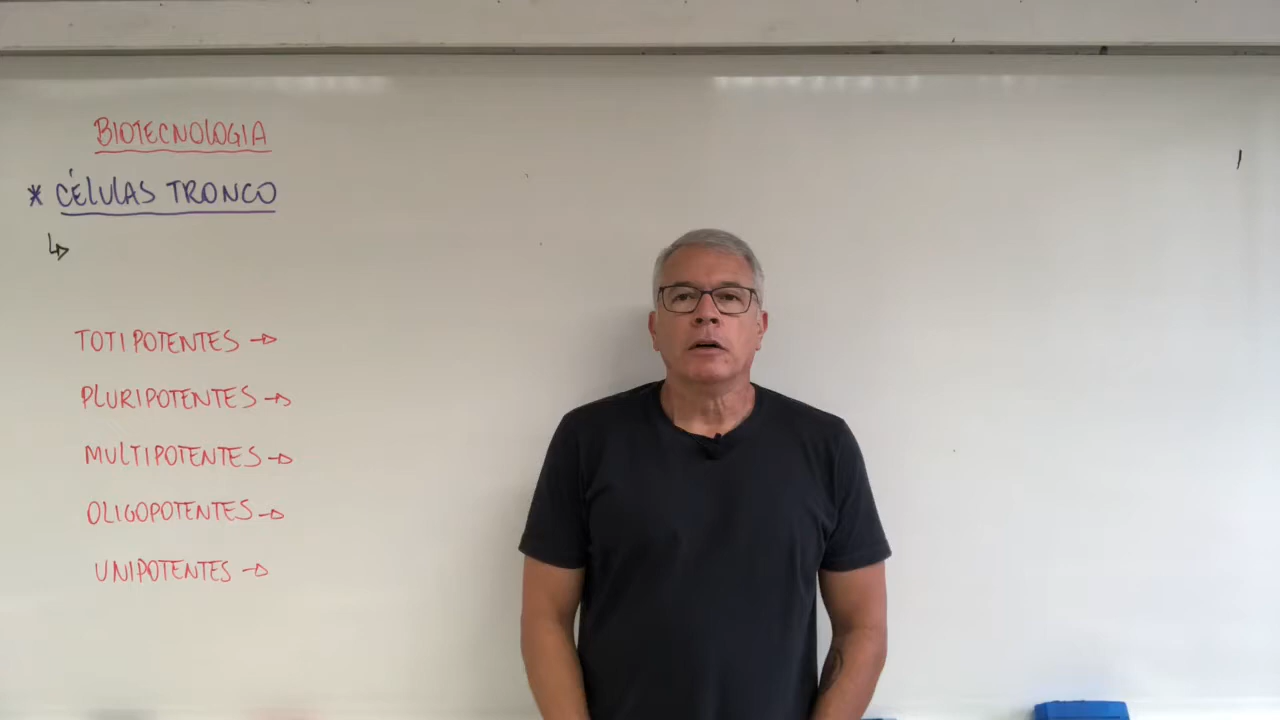 BIOTECNOLOGIA
* CÉLULAS TRONCO
↳
TOTIPOTENTES →
PLURIPOTENTES →
MULTIPOTENTES →
OLIGOPOTENTES →
UNIPOTENTES →